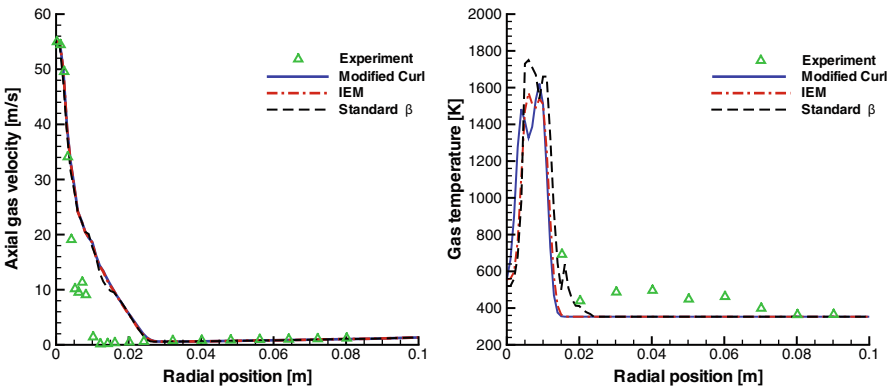 60
50
40
30
20
10
0
0
0.02
0.04
0.06
0.08
0.1
Axial gas velocity [m/s]
Radial position [m]
Experiment
Modified Curl
IEM
Standard β
2000
1800
1600
1400
1200
1000
800
600
400
200
0
0.02
0.04
0.06
0.08
0.1
Gas temperature [K]
Radial position [m]
Experiment
Modified Curl
IEM
Standard β